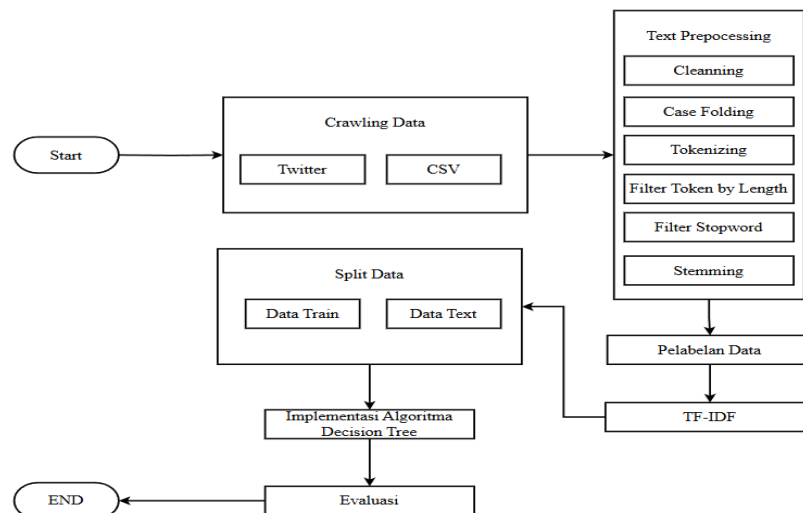 Start
Crawling Data
Twitter
CSV
Text Prepocessing
Cleanning
Case Folding
Tokenizing
Filter Token by Length
Filter Stopword
Stemming
Pelabelan Data
TF-IDF
Split Data
Data Train
Data Text
Implementasi Algoritma
Decision Tree
Evaluasi
END